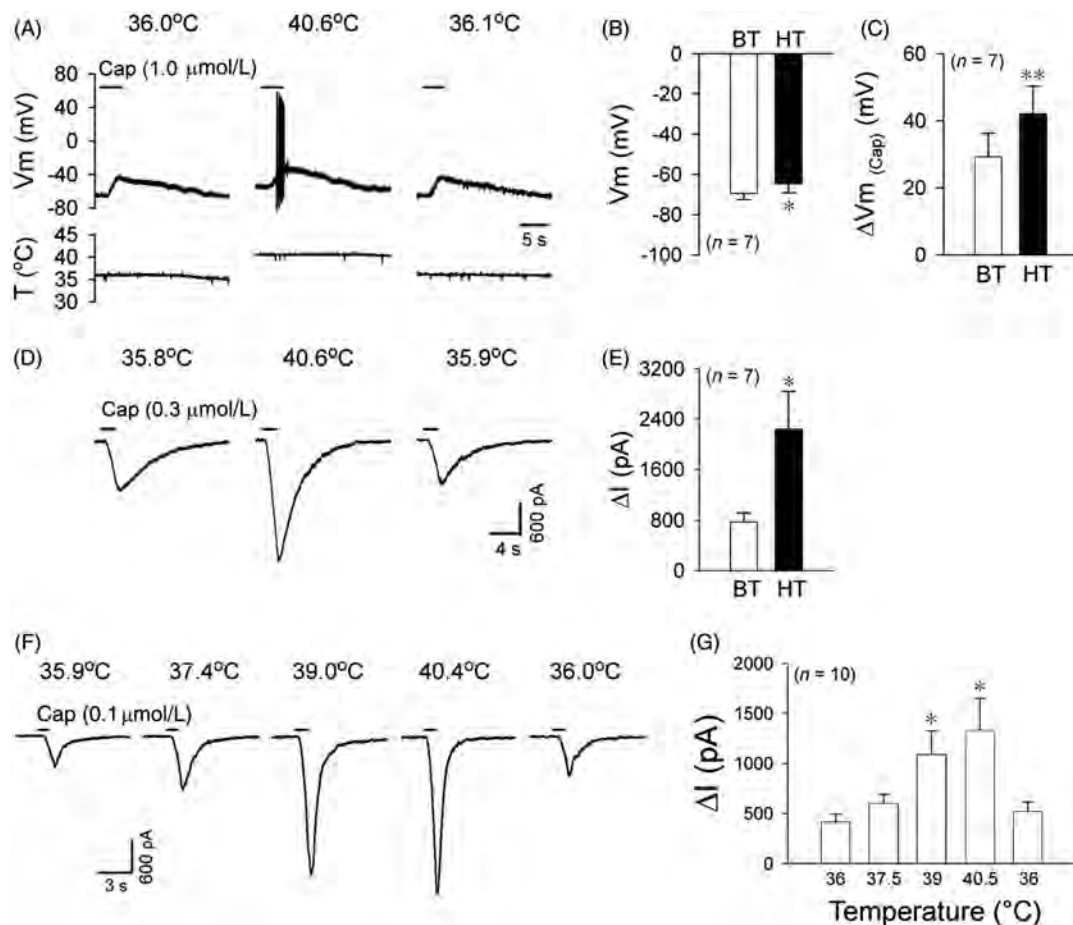 (A)
36.0°C 40.6°C 36.1°C
Cap (1.0 μmol/L)
Vm (mV)
80
40
0
-40
-80
5 s
T (°C)
45
40
35
30
(B)
BT HT
Vm (mV)
0
-20
-40
-60
-80
-100
*
(n = 7)
(C)
ΔVm (Cap) (mV)
60
40
20
0
(n = 7)
**
BT HT
(D)
35.8°C 40.6°C 35.9°C
Cap (0.3 μmol/L)
600 pA
4 s
(E)
ΔI (pA)
3200
2400
1600
800
0
(n = 7)
*
BT HT
(F)
35.9°C 37.4°C 39.0°C 40.4°C 36.0°C
Cap (0.1 μmol/L)
600 pA
3 s
(G)
ΔI (pA)
2000
1500
1000
500
0
(n = 10)
* *
36 37.5 39 40.5 36
Temperature (°C)